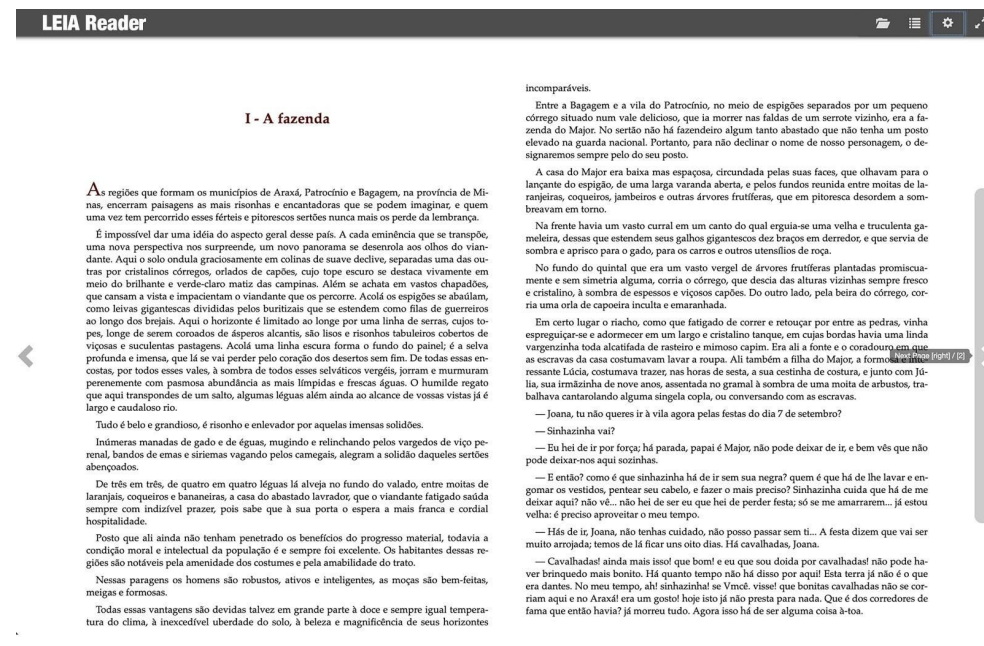 LEIA Reader
I - A fazenda
As regiões que formam os municípios de Araxá, Patrocínio e Bagagem, na província de Mi-
nas, encerram paisagens as mais risonhas e encantadoras que se podem imaginar, e quem
uma vez tem percorrido esses férteis e pitorescos sertões nunca mais os perde da lembrança.
É impossível dar uma idéia do aspecto geral desse país. A cada eminência que se transpõe,
uma nova perspectiva nos surpreende, um novo panorama se desenrola aos olhos do vian-
dante. Aqui o solo ondula graciosamente em colinas de suave declive, separadas uma das ou-
tras por cristalinos córregos, orlados de capões, cujo tope escuro se destaca vivamente em
meio do brilhante e verde-claro matiz das campinas. Além se achata em vastos chapadões,
que cansam a vista e impacientam o viandante que os percorre. Acolá os espigões se abaúlam,
como leivas gigantescas divididas pelos buritizais que se estendem como filas de guerreiros
ao longo dos brejais. Aqui o horizonte é limitado ao longe por uma linha de serras, cujos to-
pes, longe de serem coroados de ásperos alcantis, são lisos e risonhos tabuleiros cobertos de
viçosas e suculentas pastagens. Acolá uma linha escura forma o fundo do painel; é a selva
profunda e imensa, que lá se vai perder pelo coração dos desertos sem fim. De todas essas en-
costas, por todos esses vales, à sombra de todos esses selváticos vergéis, jorram e murmuram
perenemente com pasmosa abundância as mais límpidas e frescas águas. O humilde regato
que aqui transpondes de um salto, algumas léguas além ainda ao alcance de vossas vistas já é
largo e caudaloso rio.
Tudo é belo e grandioso, é risonho e enlevador por aquelas imensas solidões.
Inúmeras manadas de gado e de éguas, mugindo e relinchando pelos vargedos de viço pe-
renal, bandos de emas e siriemas vagando pelos camegais, alegram a solidão daqueles sertões
abençoados.
De três em três, de quatro em quatro léguas lá alveja no fundo do valado, entre moitas de
laranjais, coqueiros e bananeiras, a casa do abastado lavrador, que o viandante fatigado saúda
sempre com indizível prazer, pois sabe que à sua porta o espera a mais franca e cordial
hospitalidade.
Posto que ali ainda não tenham penetrado os benefícios do progresso material, todavia a
condição moral e intelectual da população é e sempre foi excelente. Os habitantes dessas re-
giões são notáveis pela amenidade dos costumes e pela amabilidade do trato.
Nessas paragens os homens são robustos, ativos e inteligentes, as moças são bem-feitas,
meigas e formosas.
Todas essas vantagens são devidas talvez em grande parte à doce e sempre igual tempera-
tura do clima, à inexcedível uberdade do solo, à beleza e magnificência de seus horizontes
incomparáveis.
Entre a Bagagem e a vila do Patrocínio, no meio de espigões separados por um pequeno
córrego situado num vale delicioso, que ia morrer nas faldas de um serrote vizinho, era a fa-
zenda do Major. No sertão não há fazendeiro algum tanto abastado que não tenha um posto
elevado na guarda nacional. Portanto, para não declinar o nome de nosso personagem, o de-
signaremos sempre pelo do seu posto.
A casa do Major era baixa mas espaçosa, circundada pelas suas faces, que olhavam para o
lançante do espigão, de uma larga varanda aberta, e pelos fundos reunida entre moitas de la-
ranjeiras, coqueiros, jambeiros e outras árvores frutíferas, que em pitoresca desordem a som-
breavam em torno.
Na frente havia um vasto curral em um canto do qual erguia-se uma velha e truculenta ga-
meleira, dessas que estendem seus galhos gigantescos dez braços em derredor, e que servia de
sombra e aprisco para o gado, para os carros e outros utensílios de roça.
No fundo do quintal que era um vasto vergel de árvores frutíferas plantadas promiscua-
mente e sem simetria alguma, corria o córrego, que descia das alturas vizinhas sempre fresco
e cristalino, à sombra de espessos e viçosos capões. Do outro lado, pela beira do córrego, cor-
ria uma orla de capoeira inculta e emaranhada.
Em certo lugar o riacho, como que fatigado de correr e retouçar por entre as pedras, vinha
espreguiçar-se e adormecer em um largo e cristalino tanque, em cujas bordas havia uma linda
vargenzinha toda alcatifada de rasteiro e mimoso capim. Era ali a fonte e o coradouro em que
as escravas da casa costumavam lavar a roupa. Ali também a filha do Major, a formosa e
Next Page [right] / [2]
ressante Lúcia, costumava trazer, nas horas de sesta, a sua cestinha de costura, e junto com Jú-
lia, sua irmãzinha de nove anos, assentada no gramal à sombra de uma moita de arbustos, tra-
balhava cantarolando alguma singela copla, ou conversando com as escravas.
— Joana, tu não queres ir à vila agora pelas festas do dia 7 de setembro?
— Sinhazinha vai?
— Eu hei de ir por força; há parada, papai é Major, não pode deixar de ir, e bem vês que não
pode deixar-nos aqui sozinhas.
— E então? como é que sinhazinha há de ir sem sua negra? quem é que há de lhe lavar e en-
gomar os vestidos, pentear seu cabelo, e fazer o mais preciso? Sinhazinha cuida que há de me
deixar aqui? não vê... não hei de ser eu que hei de perder festa; só se me amarrarem... já estou
velha: é preciso aproveitar o meu tempo.
— Hás de ir, Joana, não tenhas cuidado, não posso passar sem ti... A festa dizem que vai ser
muito arrojada; temos de lá ficar uns oito dias. Há cavalhadas, Joana.
— Cavalhadas! ainda mais isso! que bom! e eu que sou doida por cavalhadas! não pode ha-
ver brinquedo mais bonito. Há quanto tempo não há disso por aqui! Esta terra já não é o que
era dantes. No meu tempo, ah! sinhazinha! se Vmcê. visse! que bonitas cavalhadas não se cor-
riam aqui e no Araxá! era um gosto! hoje isto já não presta para nada. Que é dos corredores de
fama que então havia? já morreu tudo. Agora isso há de ser alguma coisa à-toa.